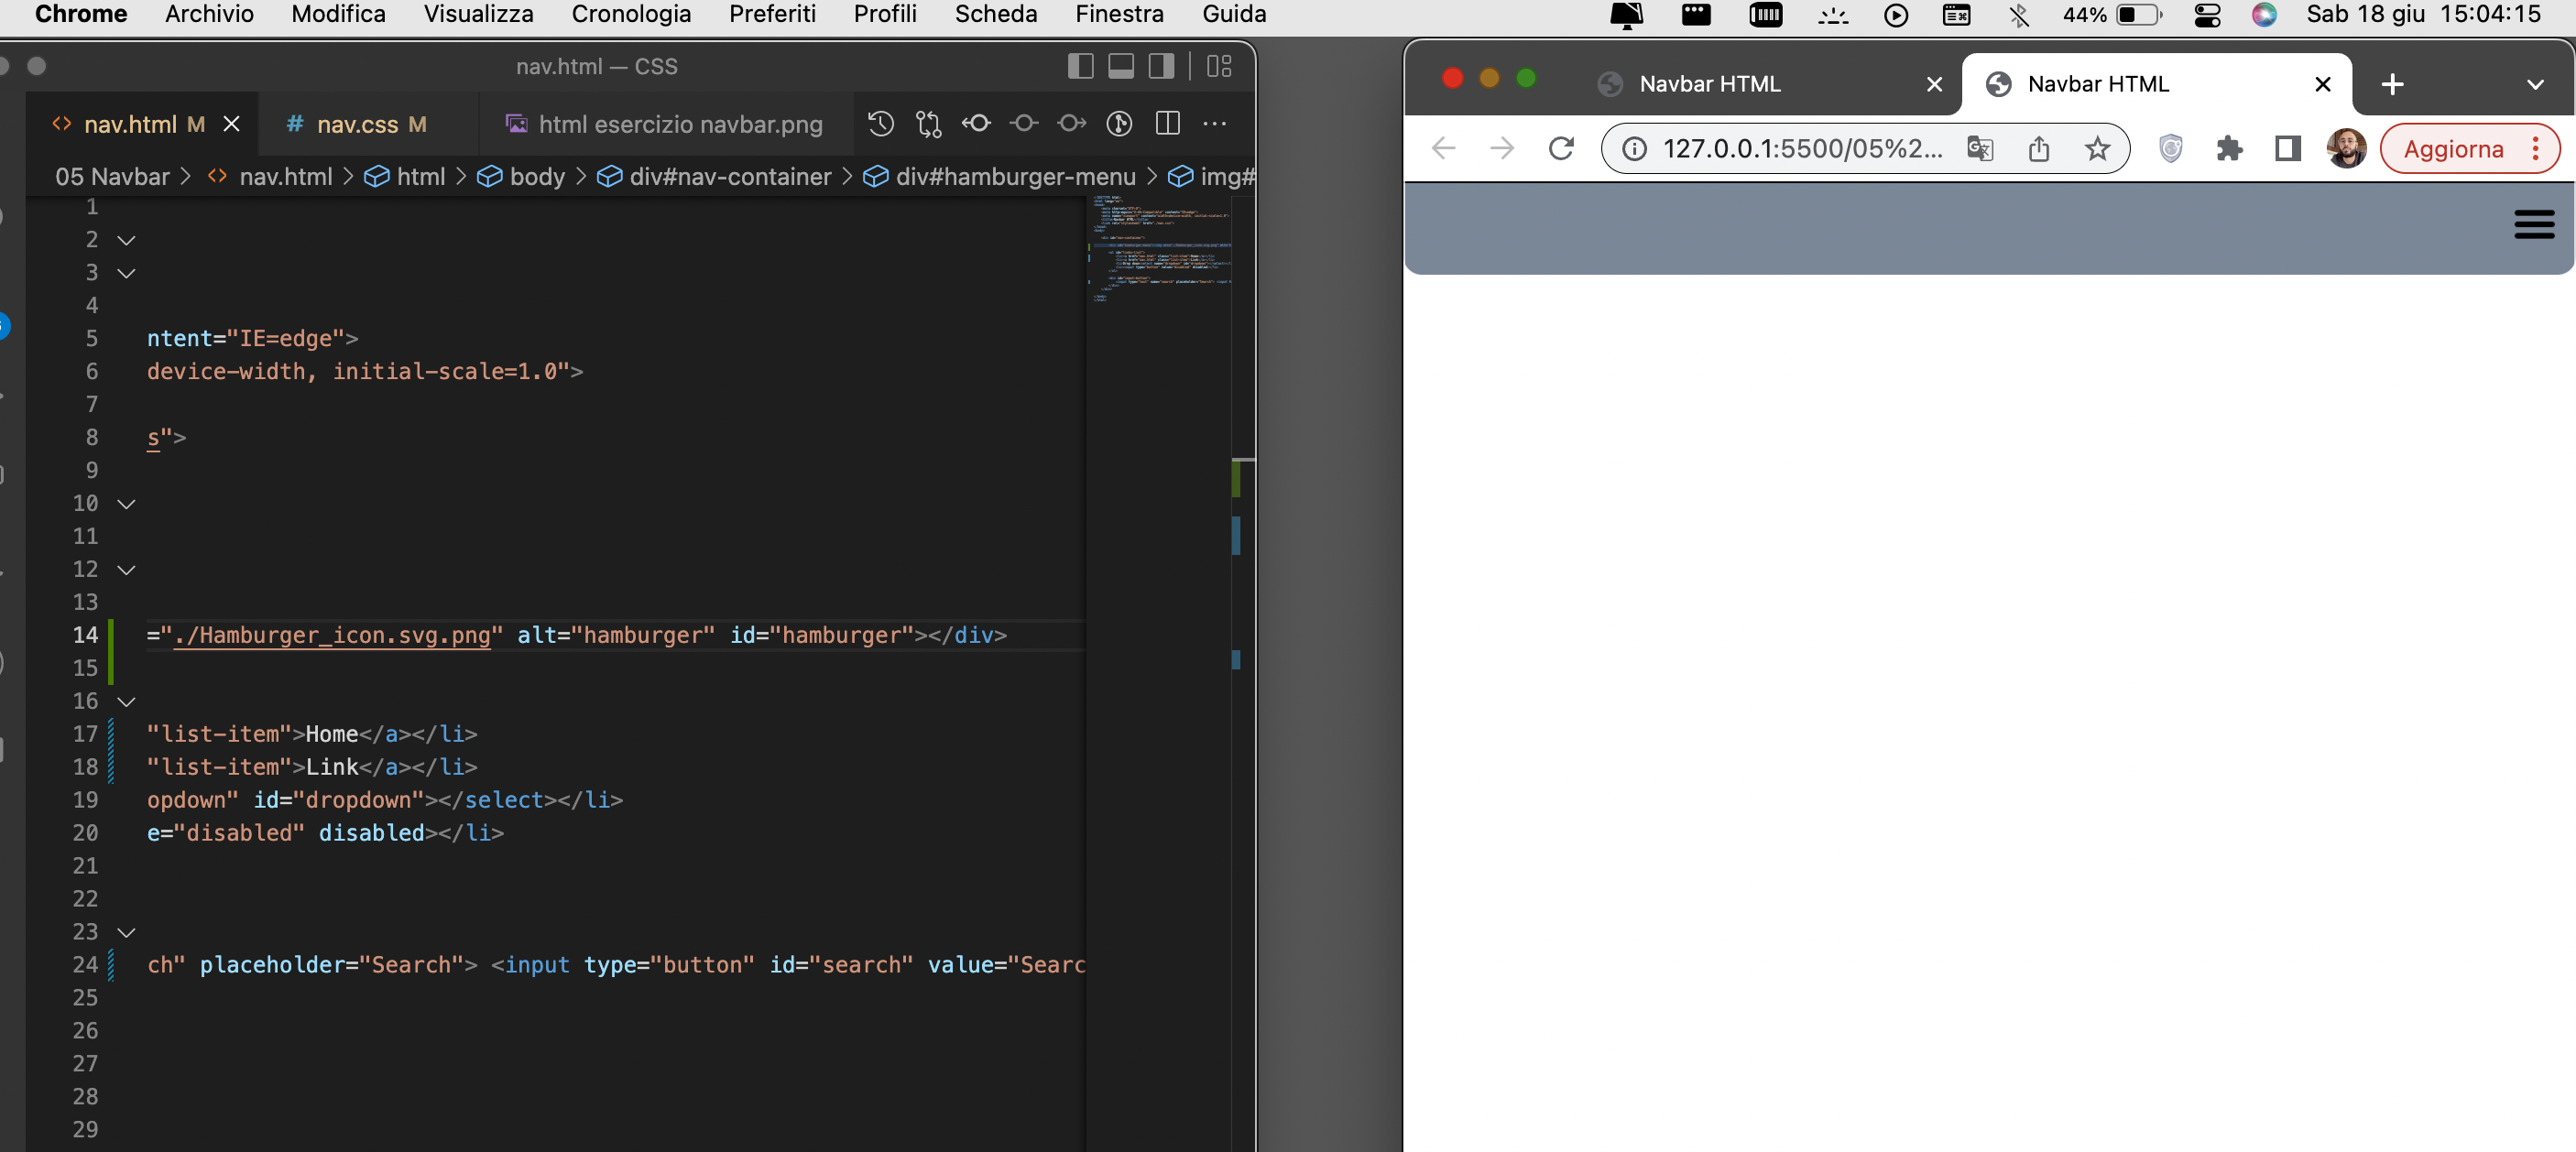 Chrome Archivio Modifica Visualizza Cronologia Preferiti Profili Scheda Finestra Guida 44% Sab 18 giu 15:04:15
nav.html — CSS
nav.html M # nav.css M html esercizio navbar.png
05 Navbar > nav.html > html > body > div#nav-container > div#hamburger-menu > img#
1
2
3
4
5 ntent="IE=edge">
6 device-width, initial-scale=1.0">
7
8 s">
9
10
11
12
13
14 ="./Hamburger_icon.svg.png" alt="hamburger" id="hamburger"></div>
15
16
17 "list-item">Home</a></li>
18 "list-item">Link</a></li>
19 opdown" id="dropdown"></select></li>
20 e="disabled" disabled></li>
21
22
23
24 ch" placeholder="Search"> <input type="button" id="search" value="Searc
25
26
27
28
29
Navbar HTML
Navbar HTML
127.0.0.1:5500/05%2...
Aggiorna